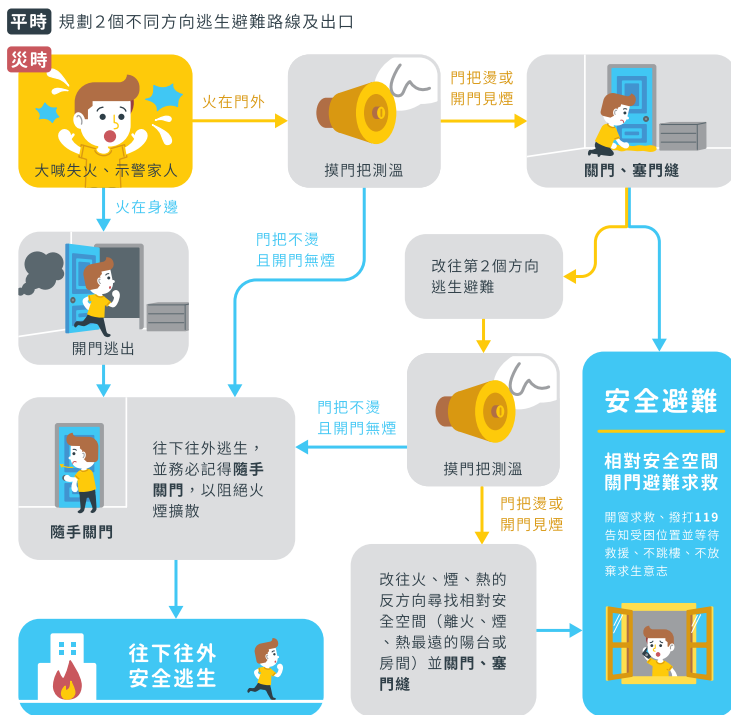 平時 規劃2個不同方向逃生避難路線及出口
災時
大喊失火、示警家人
火在門外
摸門把測溫
門把燙或
開門見煙
關門、塞門縫
火在身邊
開門逃出
門把不燙
且開門無煙
改往第2個方向
逃生避難
摸門把測溫
門把不燙
且開門無煙
往下往外逃生，
並務必記得隨手
關門，以阻絕火
煙擴散
隨手關門
往下往外
安全逃生
門把燙或
開門見煙
改往火、煙、熱的
反方向尋找相對安
全空間（離火、煙
、熱最遠的陽台或
房間）並關門、塞
門縫
安全避難
相對安全空間
關門避難求救
開窗求救、撥打119
告知受困位置並等待
救援、不跳樓、不放
棄求生意志